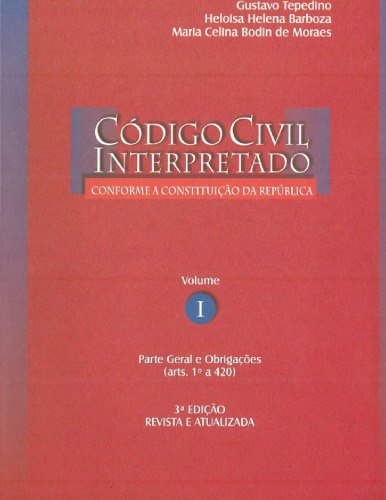 Gustavo Tepedino
Heloisa Helena Barboza
Maria Celina Bodin de Moraes
CÓDIGO CIVIL
INTERPRETADO
CONFORME A CONSTITUIÇÃO DA REPÚBLICA
Volume
I
Parte Geral e Obrigações
(arts. 1º a 420)
3ª EDIÇÃO
REVISTA E ATUALIZADA